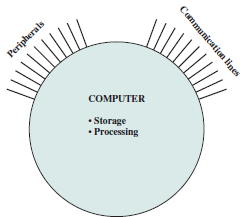 Peripherals
Communication lines
COMPUTER
• Storage
• Processing